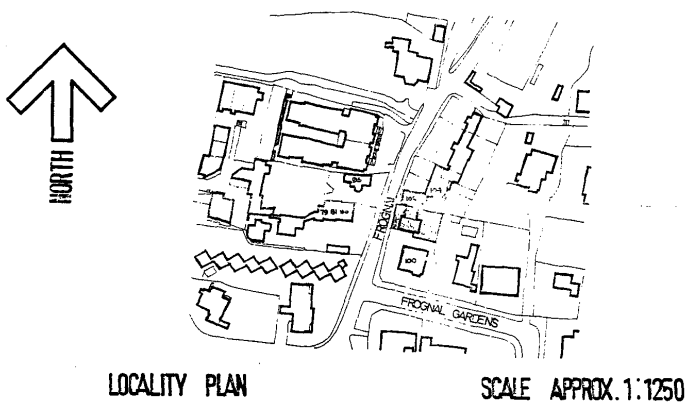 NORTH
FROGNAL
100
FROGNAL GARDENS
LOCALITY PLAN
SCALE APPROX. 1:1250